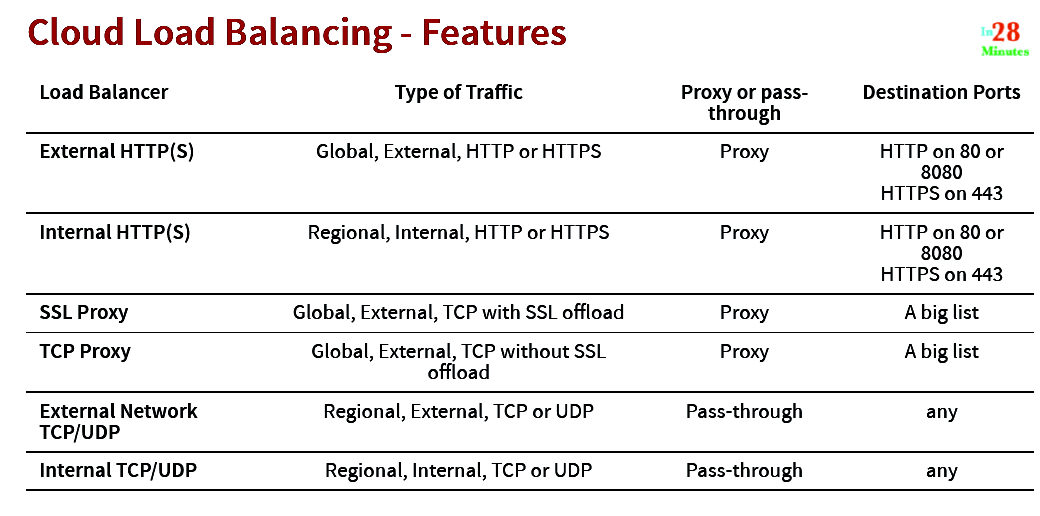 Cloud Load Balancing - Features
In 28
Minutes
Load Balancer Type of Traffic Proxy or pass-through Destination Ports
External HTTP(S) Global, External, HTTP or HTTPS Proxy HTTP on 80 or
8080
HTTPS on 443
Internal HTTP(S) Regional, Internal, HTTP or HTTPS Proxy HTTP on 80 or
8080
HTTPS on 443
SSL Proxy Global, External, TCP with SSL offload Proxy A big list
TCP Proxy Global, External, TCP without SSL Proxy A big list
offload
External Network Regional, External, TCP or UDP Pass-through any
TCP/UDP
Internal TCP/UDP Regional, Internal, TCP or UDP Pass-through any